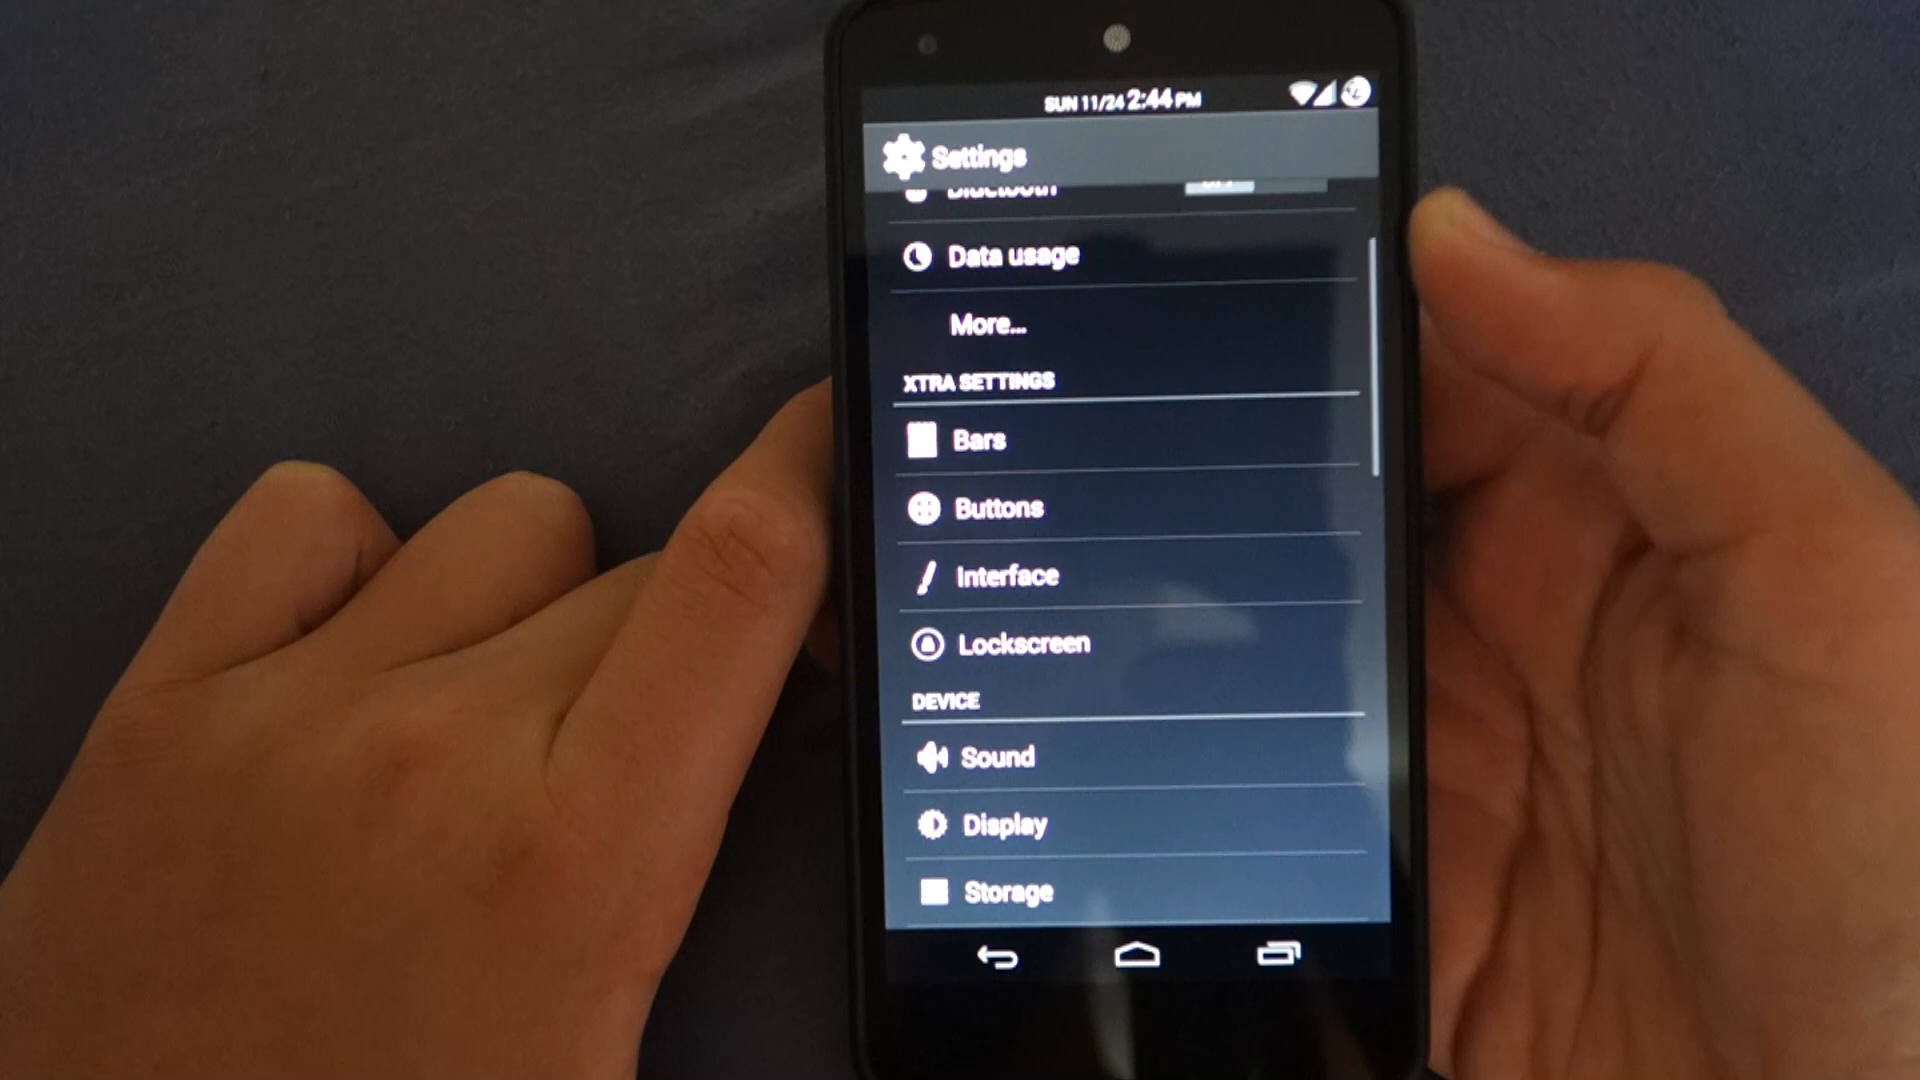 SUN 11/24 2:44 PM
Settings
Bluetooth
Data usage
More...
XTRA SETTINGS
Bars
Buttons
Interface
Lockscreen
DEVICE
Sound
Display
Storage